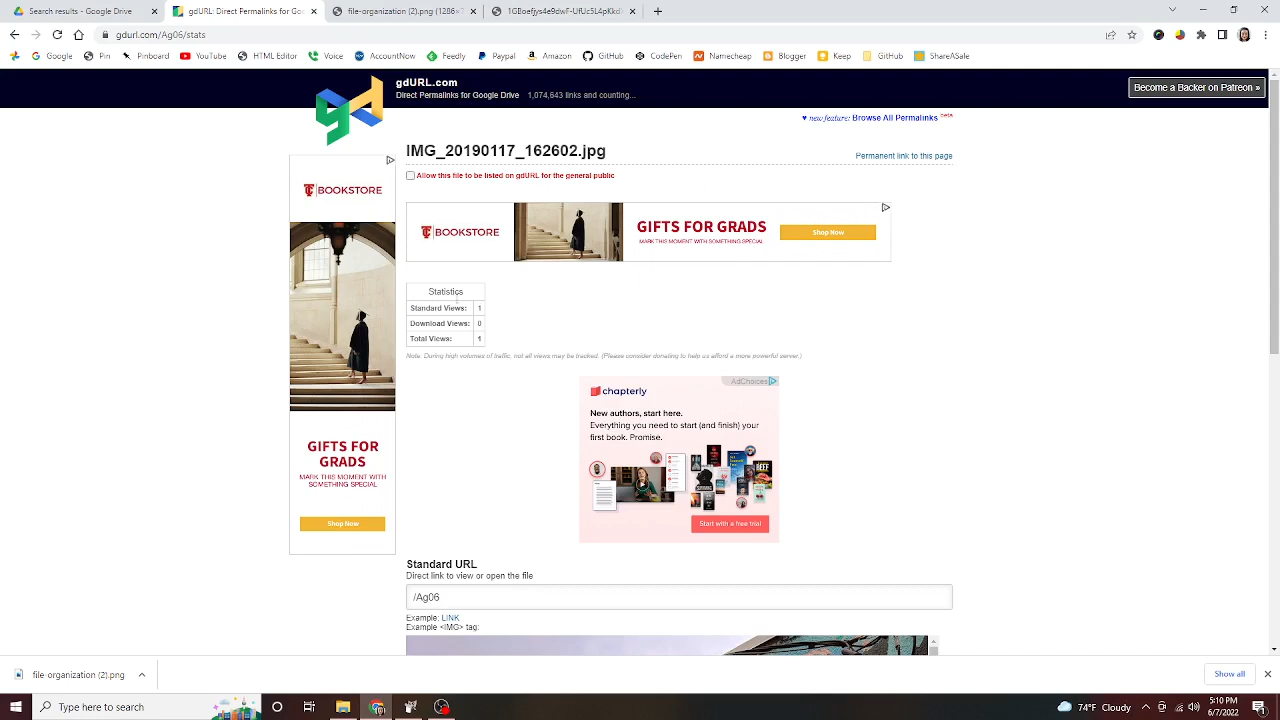 Search results - Google Drive
gdURL: Direct Permalinks for Goo
file-organization.png (1286×7
1GBoefjys4e9dwF-UfcSL4pKkdk
gdurl.com/Ag06/stats
Google
Pin
Pinboard
YouTube
HTML Editor
Voice
AccountNow
Feedly
Paypal
Amazon
GitHub
CodePen
Namecheap
Blogger
Keep
GitHub
ShareASale
gdURL.com
Direct Permalinks for Google Drive 1,074,643 links and counting...
Become a Backer on Patreon »
♥ new feature: Browse All Permalinks beta
IMG_20190117_162602.jpg
Permanent link to this page
Allow this file to be listed on gdURL for the general public
BOOKSTORE
BOOKSTORE
GIFTS FOR GRADS
MARK THIS MOMENT WITH SOMETHING SPECIAL
Shop Now
Statistics
Standard Views: 1
Download Views: 0
Total Views: 1
Note: During high volumes of traffic, not all views may be tracked. (Please consider donating to help us afford a more powerful server.)
AdChoices
chapterly
New authors, start here.
Everything you need to start (and finish) your
first book. Promise.
Start with a free trial
GIFTS FOR
GRADS
MARK THIS MOMENT WITH
SOMETHING SPECIAL
Shop Now
Standard URL
Direct link to view or open the file
/Ag06
Example: LINK
Example <IMG> tag:
file-organization (2).png
Show all
Type here to search
74°F Cloudy
5:10 PM
6/7/2022